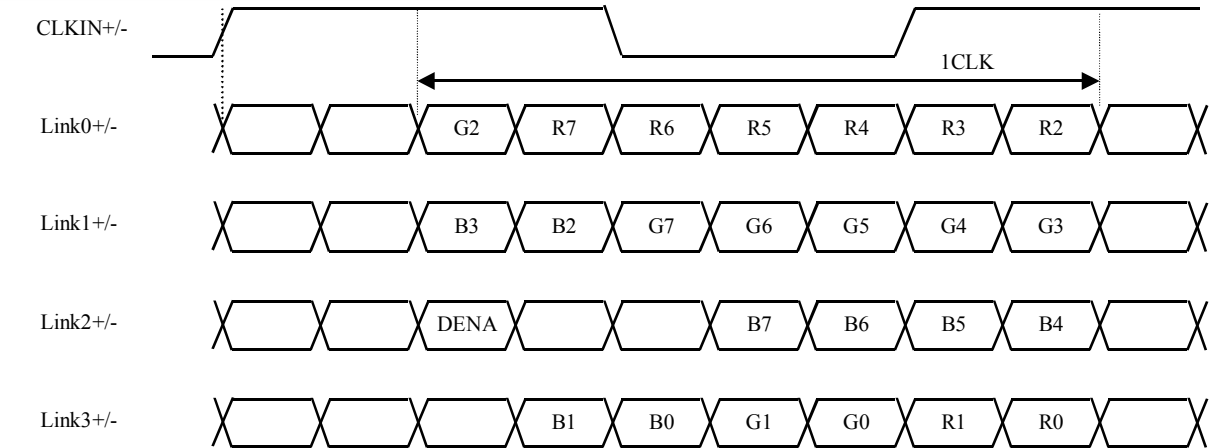 CLKIN+/-
1CLK
Link0+/- G2 R7 R6 R5 R4 R3 R2
Link1+/- B3 B2 G7 G6 G5 G4 G3
Link2+/- DENA B7 B6 B5 B4
Link3+/- B1 B0 G1 G0 R1 R0